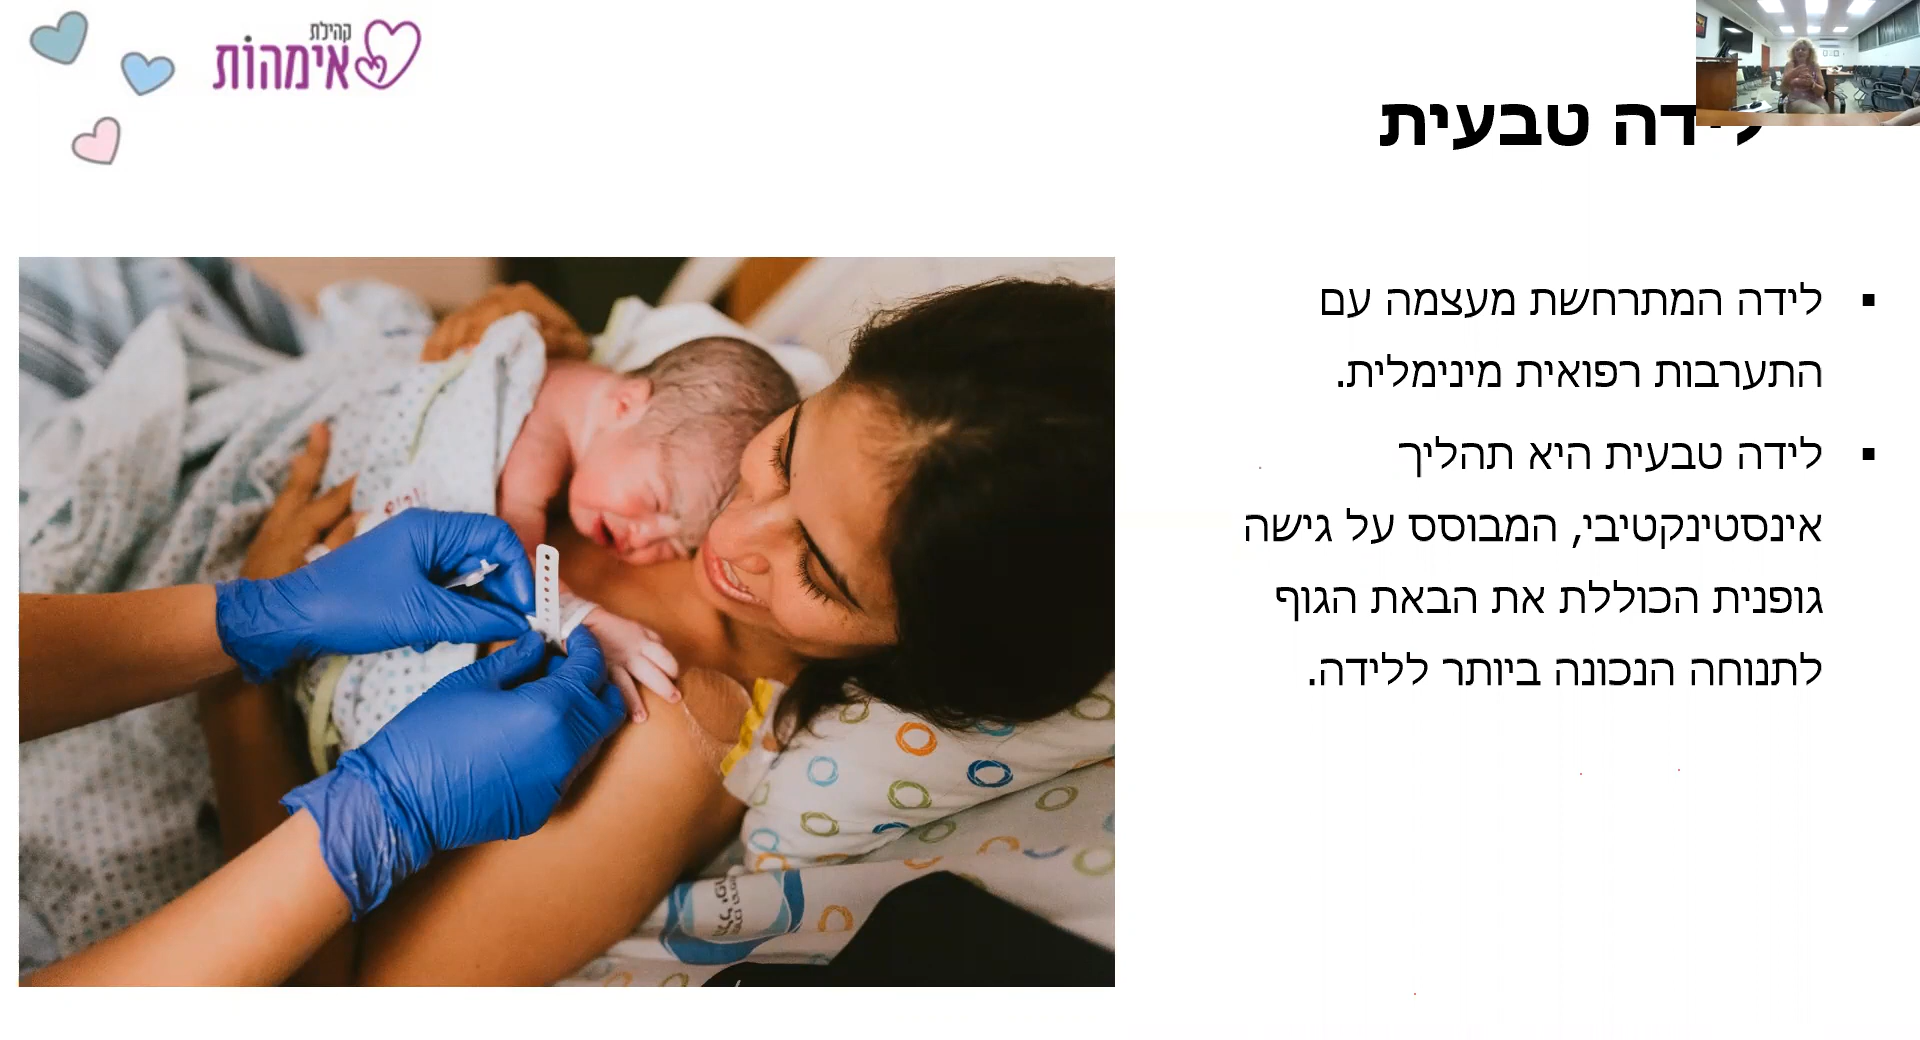 קהילת
אימהות
לידה טבעית
לידה המתרחשת מעצמה עם
התערבות רפואית מינימלית.
לידה טבעית היא תהליך
אינסטינקטיבי, המבוסס על גישה
גופנית הכוללת את הבאת הגוף
לתנוחה הנכונה ביותר ללידה.